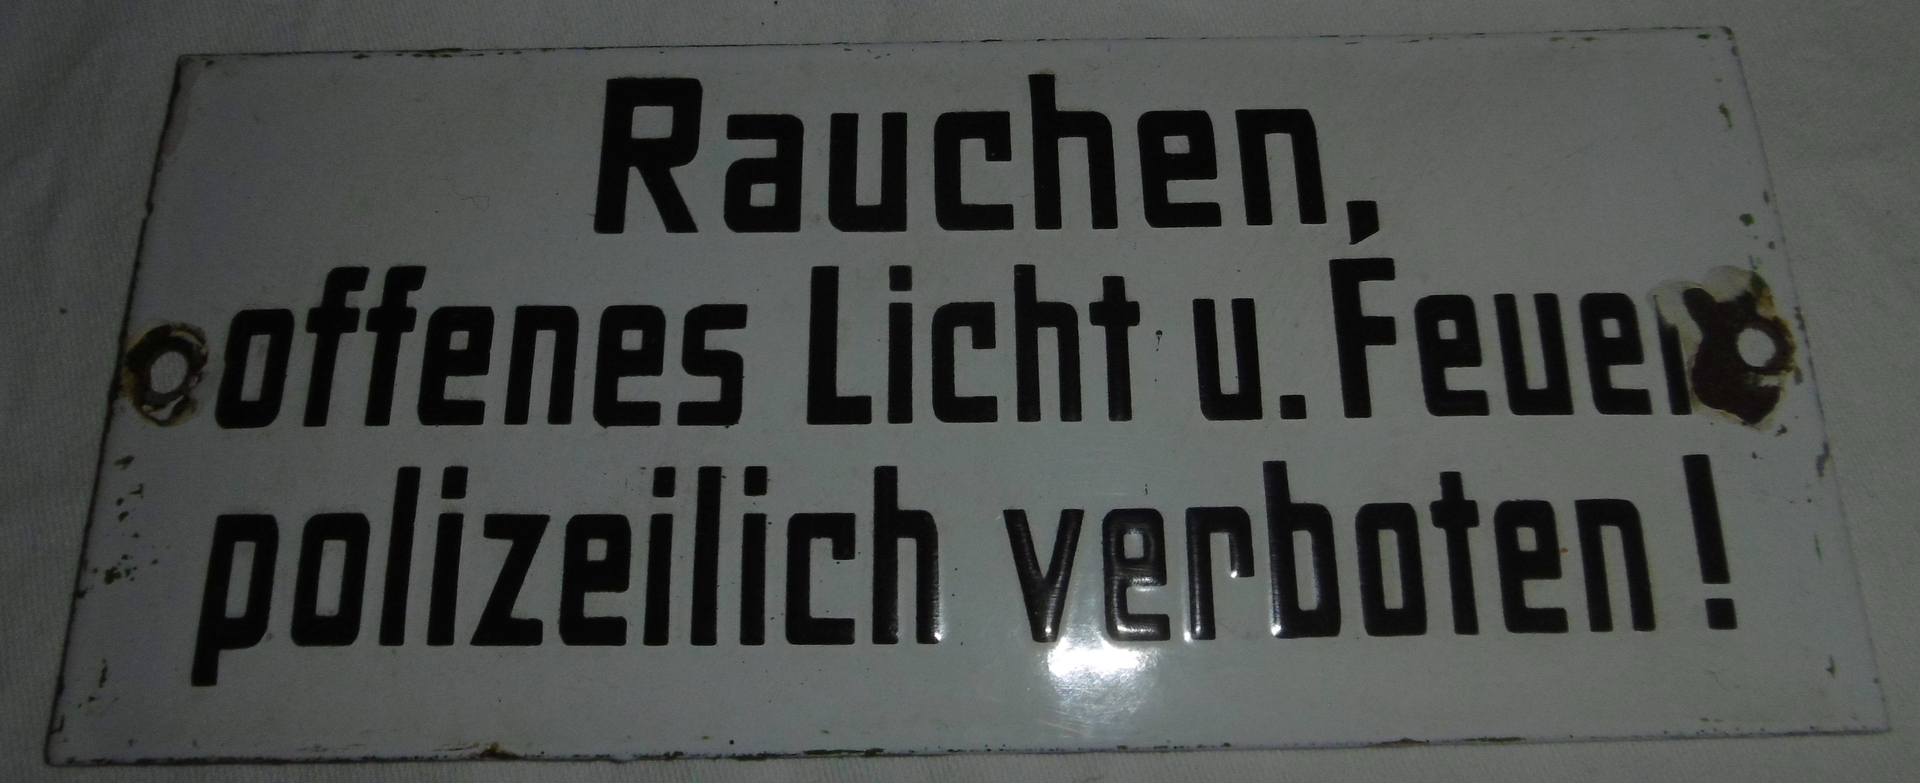 Rauchen,
offenes Licht u. Feuer
polizeilich verboten!